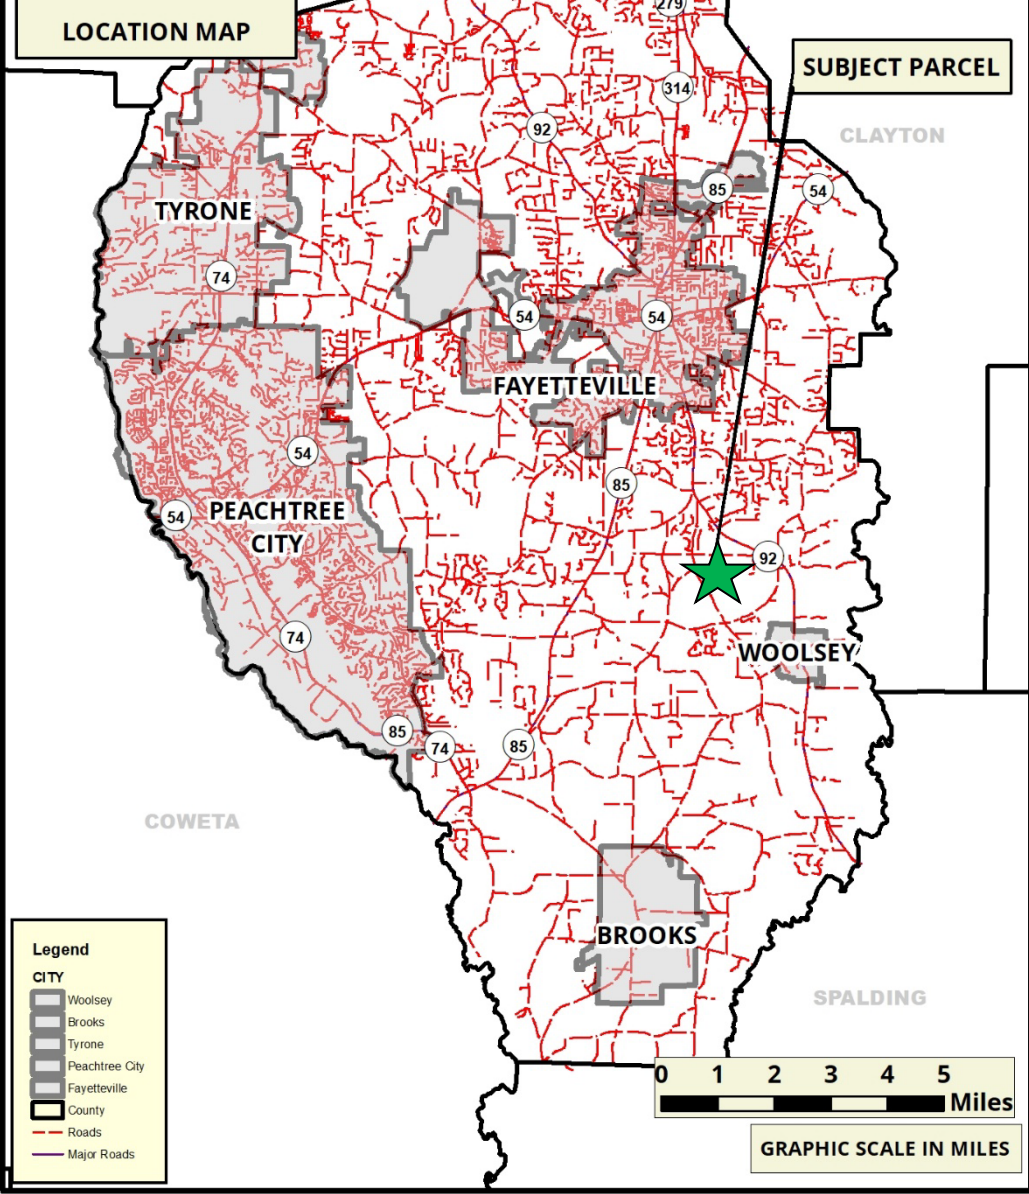 LOCATION MAP
279
SUBJECT PARCEL
314
92
CLAYTON
85
54
TYRONE
74
54
54
FAYETTEVILLE
54
85
PEACHTREE
CITY
54
92
74
WOOLSEY
85
74
85
COWETA
BROOKS
SPALDING
Legend
CITY
Woolsey
Brooks
Tyrone
Peachtree City
Fayetteville
County
Roads
Major Roads
0 1 2 3 4 5
Miles
GRAPHIC SCALE IN MILES